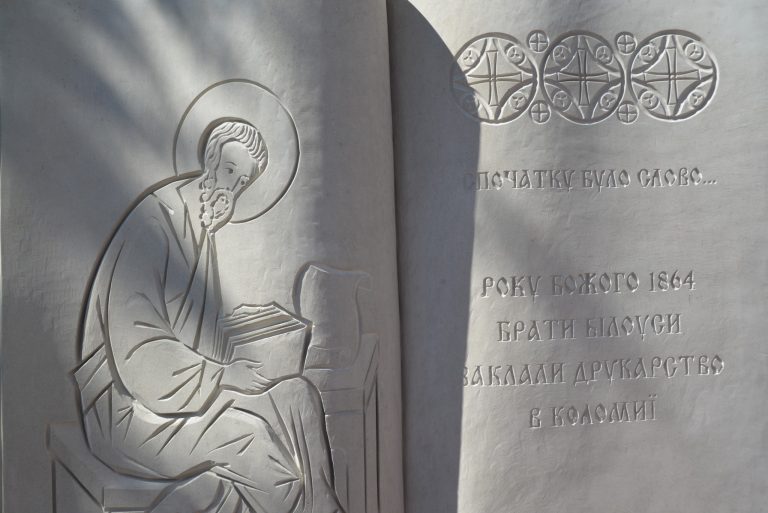 СПОЧАТКУ БУЛО СЛОВО...
РОКУ БОЖОГО 1864
БРАТИ БІЛОУСИ
ЗАКЛАЛИ ДРУКАРСТВО
В КОЛОМИЇ